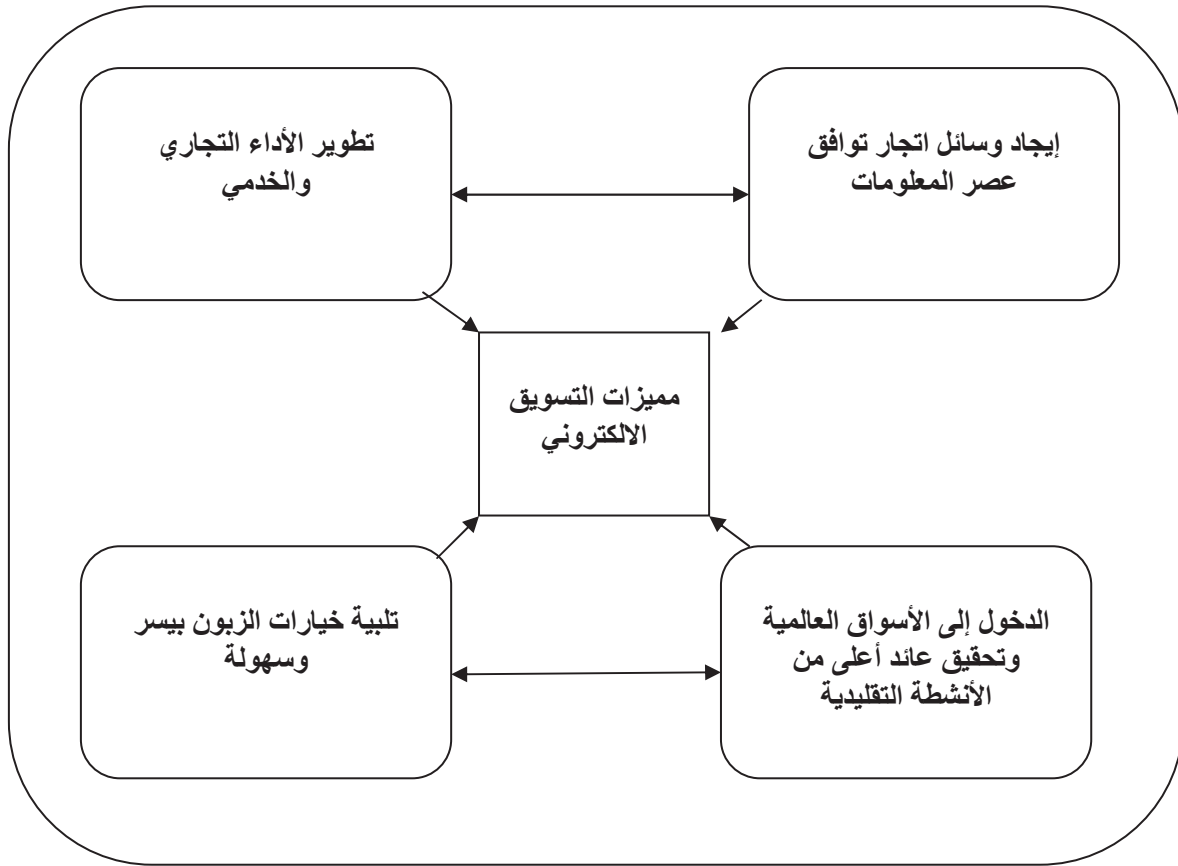 إيجاد وسائل اتجار توافق
عصر المعلومات
تطوير الأداء التجاري
والخدمي
مميزات التسويق
الالكتروني
الدخول إلى الأسواق العالمية
وتحقيق عائد أعلى من
الأنشطة التقليدية
تلبية خيارات الزبون بيسر
وسهولة